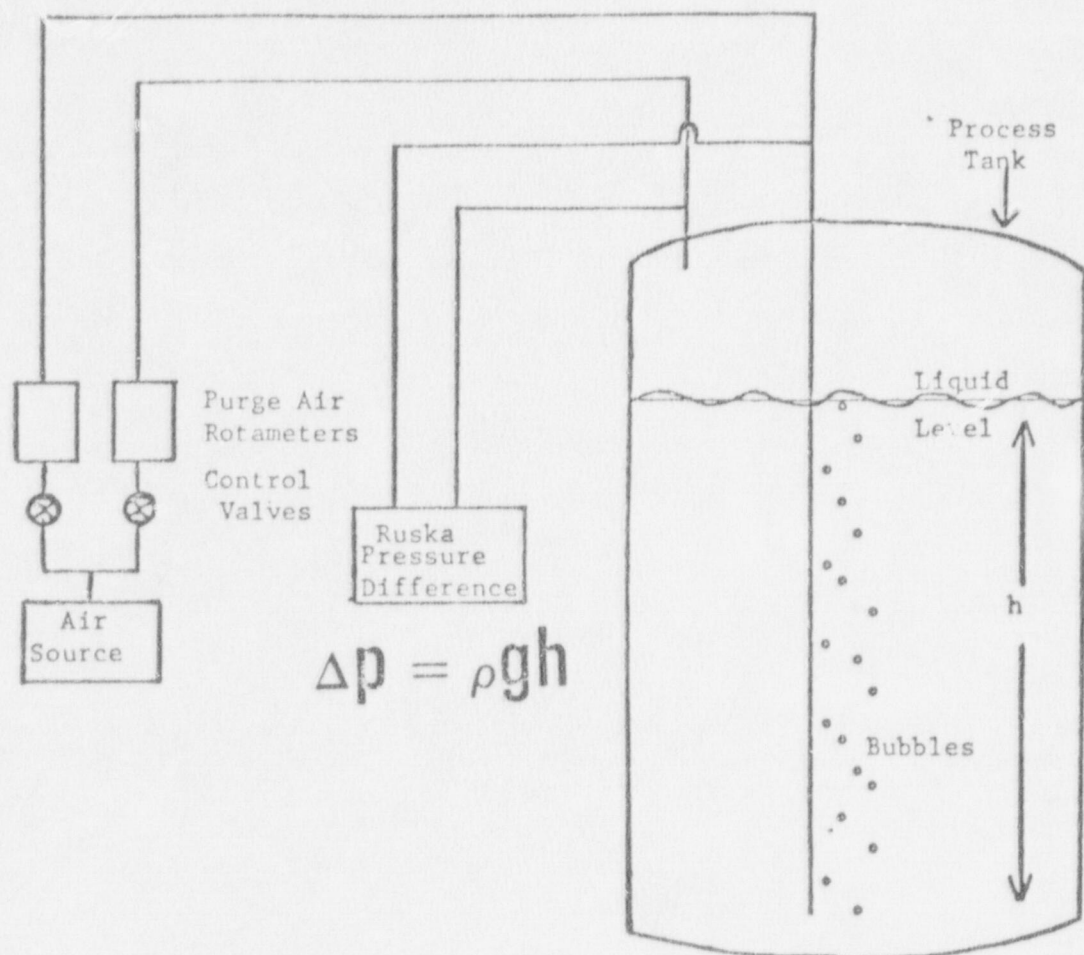 Process
Tank
Liquid
Level
Purge Air
Rotameters
Control
Valves
Ruska
Pressure
Difference
Air
Source
h
Δp = ρgh
Bubbles